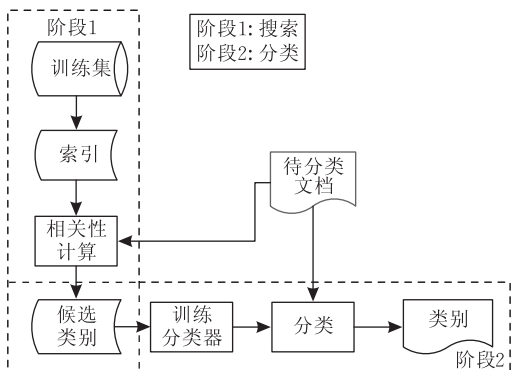 阶段1
阶段1:搜索
阶段2:分类
训练集
索引
待分类
文档
相关性
计算
候选
类别
训练
分类器
分类
类别
阶段2